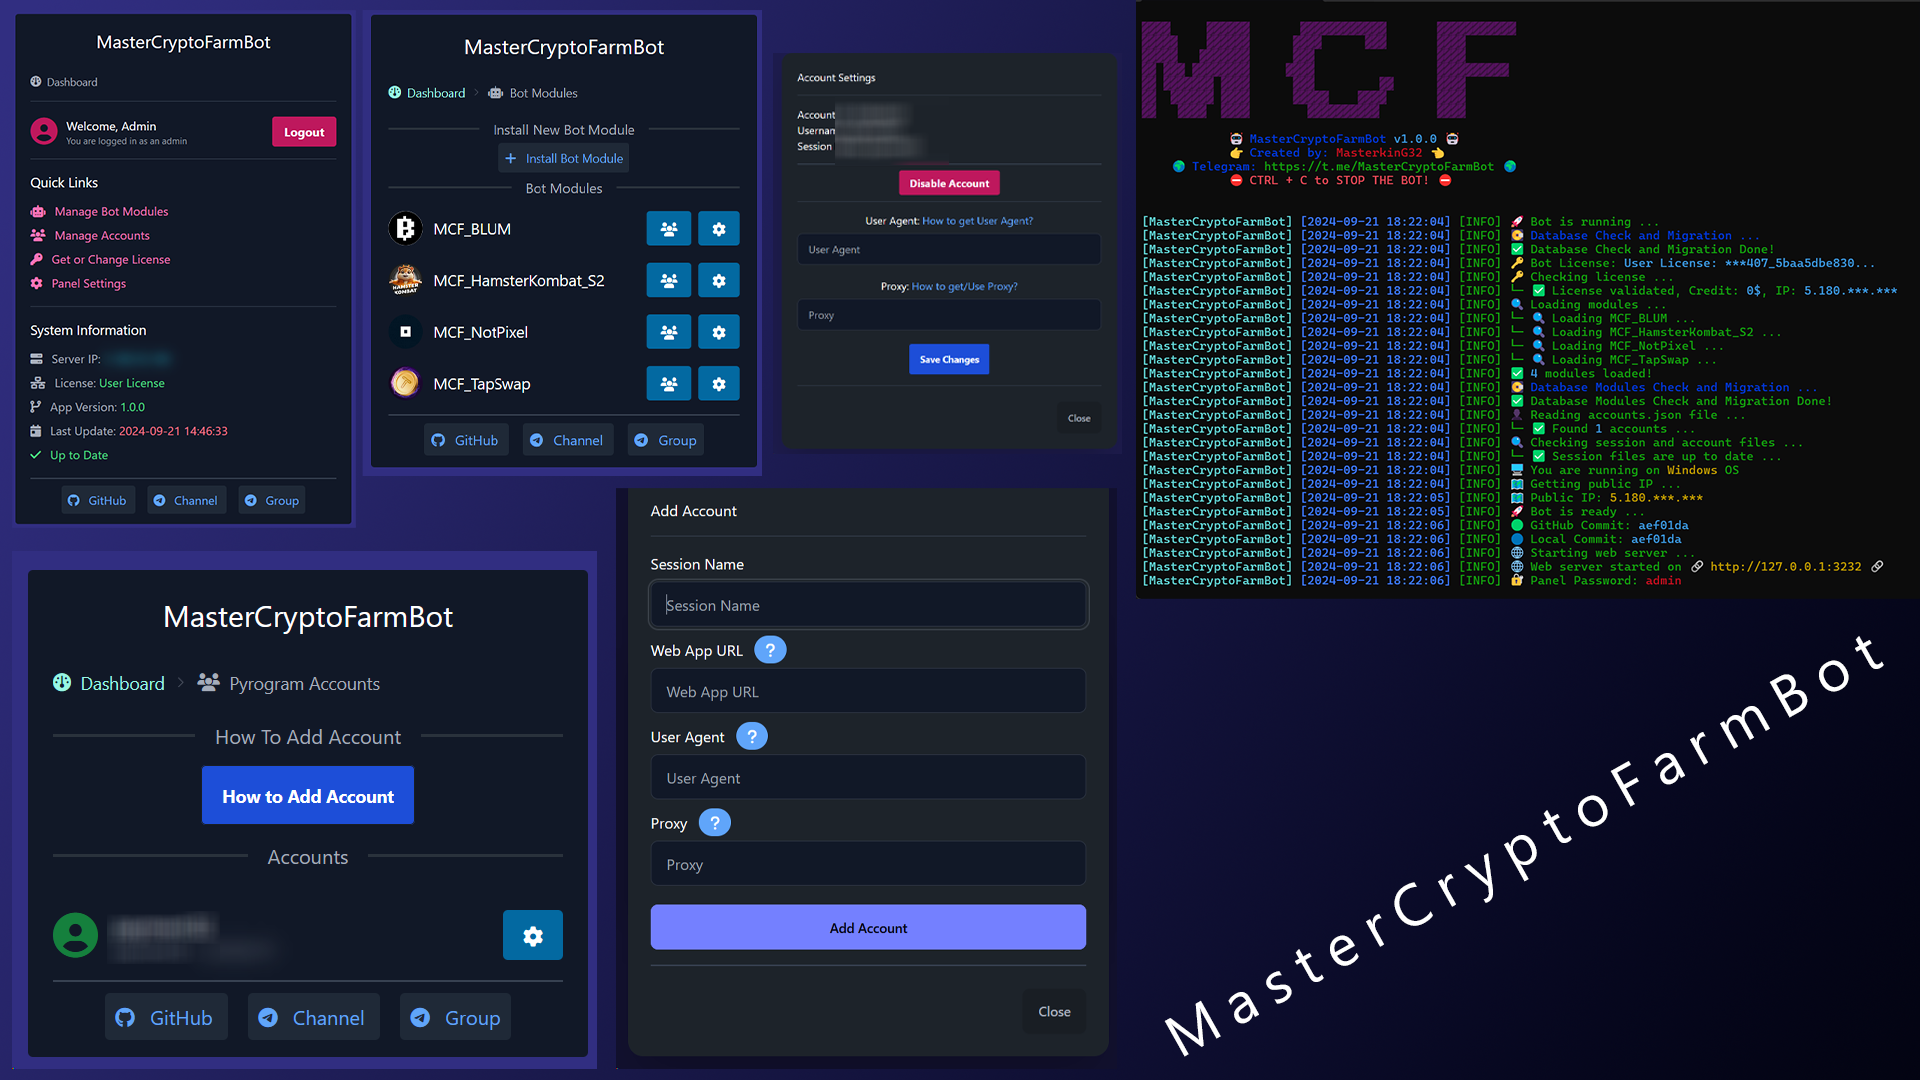 MasterCryptoFarmBot
Dashboard
Welcome, Admin
You are logged in as an admin
Logout
Quick Links
Manage Bot Modules
Manage Accounts
Get or Change License
Panel Settings
System Information
Server IP:
License: User License
App Version: 1.0.0
Last Update: 2024-09-21 14:46:33
Up to Date
GitHub Channel Group
MasterCryptoFarmBot
Dashboard Bot Modules
Install New Bot Module
+ Install Bot Module
Bot Modules
MCF_BLUM
MCF_HamsterKombat_S2
MCF_NotPixel
MCF_TapSwap
GitHub Channel Group
Account Settings
Account
Usernam
Session
Disable Account
User Agent: How to get User Agent?
User Agent
Proxy: How to get/Use Proxy?
Proxy
Save Changes
Close
MCF
MasterCryptoFarmBot v1.0.0
Created by: MasterkinG32
Telegram: https://t.me/MasterCryptoFarmBot
CTRL + C to STOP THE BOT!
[MasterCryptoFarmBot] [2024-09-21 18:22:04] [INFO] 🚀 Bot is running ...
[MasterCryptoFarmBot] [2024-09-21 18:22:04] [INFO] Database Check and Migration ...
[MasterCryptoFarmBot] [2024-09-21 18:22:04] [INFO] ✅ Database Check and Migration Done!
[MasterCryptoFarmBot] [2024-09-21 18:22:04] [INFO] 🔑 Bot License: User License: ***407_5baa5dbe830...
[MasterCryptoFarmBot] [2024-09-21 18:22:04] [INFO] 🔑 Checking license ...
[MasterCryptoFarmBot] [2024-09-21 18:22:04] [INFO] └─ ✅ License validated, Credit: 0$, IP: 5.180.***.***
[MasterCryptoFarmBot] [2024-09-21 18:22:04] [INFO] 🔍 Loading modules ...
[MasterCryptoFarmBot] [2024-09-21 18:22:04] [INFO] └─ 🔍 Loading MCF_BLUM ...
[MasterCryptoFarmBot] [2024-09-21 18:22:04] [INFO] └─ 🔍 Loading MCF_HamsterKombat_S2 ...
[MasterCryptoFarmBot] [2024-09-21 18:22:04] [INFO] └─ 🔍 Loading MCF_NotPixel ...
[MasterCryptoFarmBot] [2024-09-21 18:22:04] [INFO] └─ 🔍 Loading MCF_TapSwap ...
[MasterCryptoFarmBot] [2024-09-21 18:22:04] [INFO] ✅ 4 modules loaded!
[MasterCryptoFarmBot] [2024-09-21 18:22:04] [INFO] Database Modules Check and Migration ...
[MasterCryptoFarmBot] [2024-09-21 18:22:04] [INFO] ✅ Database Modules Check and Migration Done!
[MasterCryptoFarmBot] [2024-09-21 18:22:04] [INFO] Reading accounts.json file ...
[MasterCryptoFarmBot] [2024-09-21 18:22:04] [INFO] └─ ✅ Found 1 accounts ...
[MasterCryptoFarmBot] [2024-09-21 18:22:04] [INFO] 🔍 Checking session and account files ...
[MasterCryptoFarmBot] [2024-09-21 18:22:04] [INFO] └─ ✅ Session files are up to date ...
[MasterCryptoFarmBot] [2024-09-21 18:22:04] [INFO] You are running on Windows OS
[MasterCryptoFarmBot] [2024-09-21 18:22:04] [INFO] Getting public IP ...
[MasterCryptoFarmBot] [2024-09-21 18:22:05] [INFO] Public IP: 5.180.***.***
[MasterCryptoFarmBot] [2024-09-21 18:22:05] [INFO] 🚀 Bot is ready ...
[MasterCryptoFarmBot] [2024-09-21 18:22:06] [INFO] 🟢 GitHub Commit: aef01da
[MasterCryptoFarmBot] [2024-09-21 18:22:06] [INFO] 🔵 Local Commit: aef01da
[MasterCryptoFarmBot] [2024-09-21 18:22:06] [INFO] 🌐 Starting web server ...
[MasterCryptoFarmBot] [2024-09-21 18:22:06] [INFO] 🌐 Web server started on 🔗 http://127.0.0.1:3232 🔗
[MasterCryptoFarmBot] [2024-09-21 18:22:06] [INFO] 🔐 Panel Password: admin
MasterCryptoFarmBot
Dashboard Pyrogram Accounts
How To Add Account
How to Add Account
Accounts
GitHub Channel Group
Add Account
Session Name
Session Name
Web App URL ?
Web App URL
User Agent ?
User Agent
Proxy ?
Proxy
Add Account
Close
MasterCryptoFarmBot